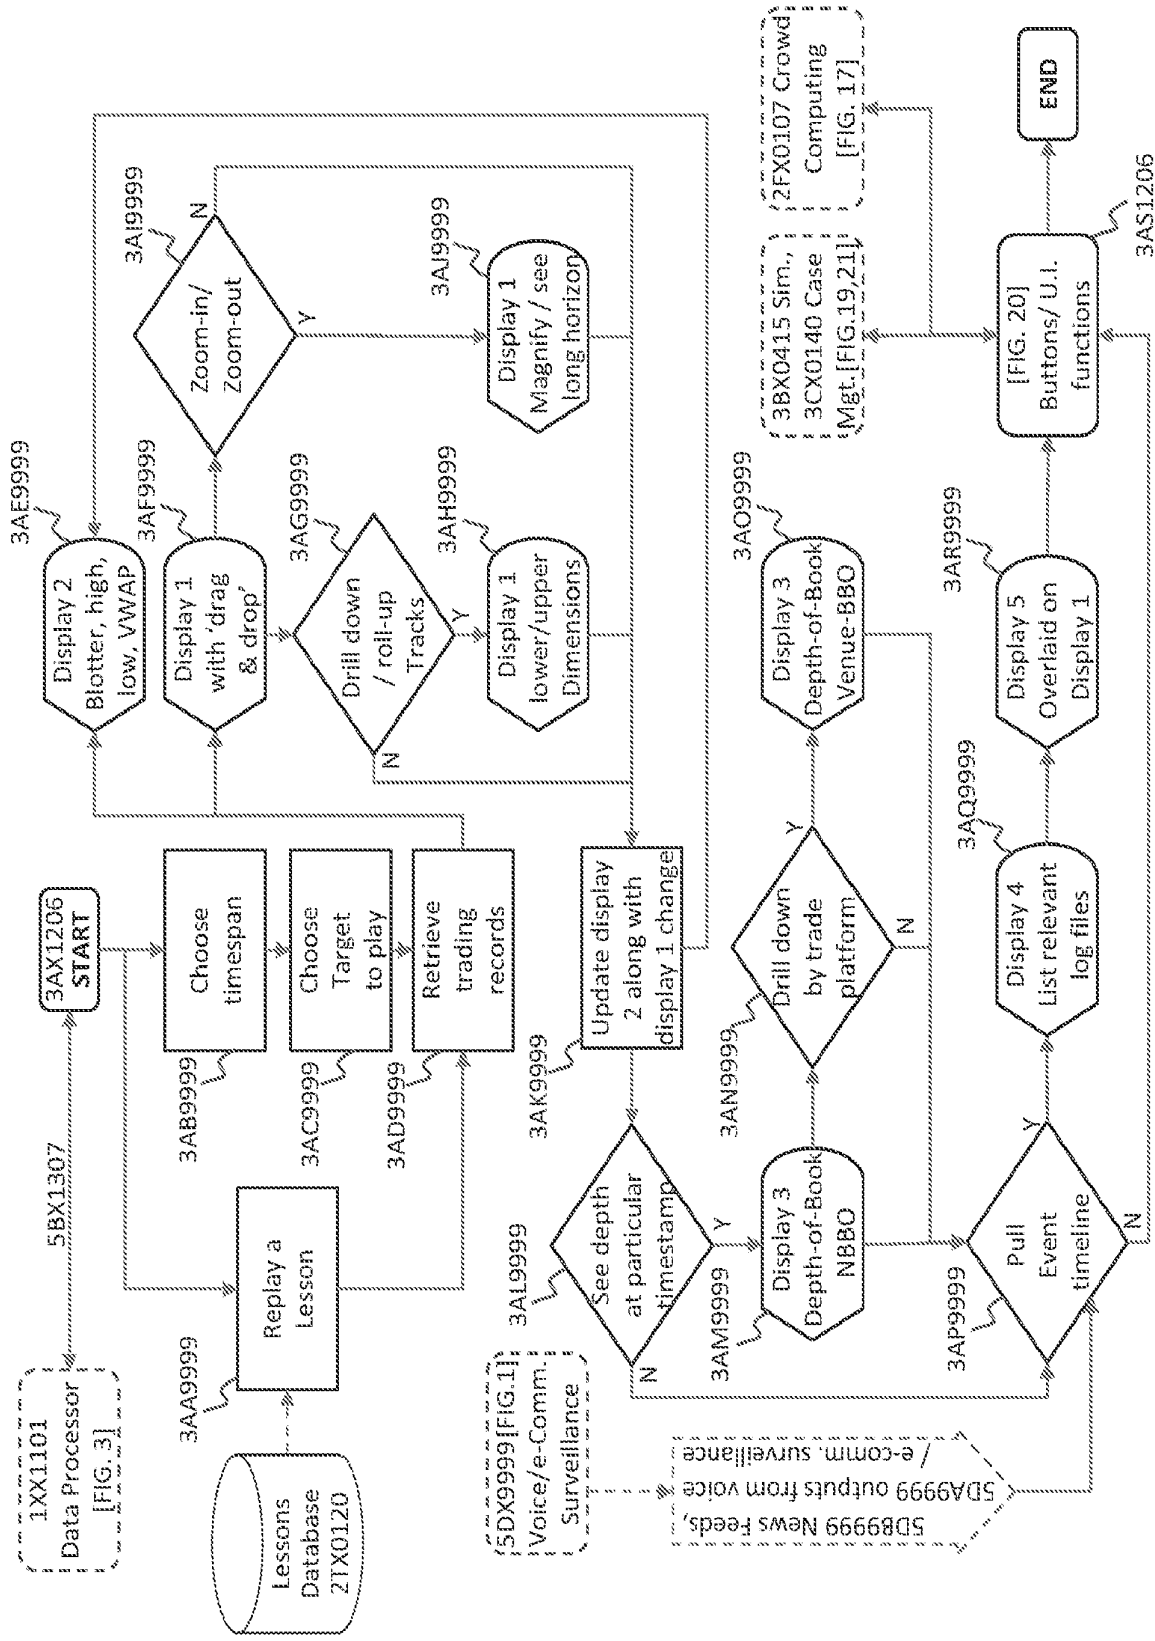 1XX1101
Data Processor
[FIG. 3]
5BX1307
3AX1206
START
Lessons
Database
2TX0120
3AA9999
Replay a
Lesson
3AB9999
Choose
timespan
3AC9999
Choose
Target
to play
3AD9999
Retrieve
trading
records
3AE9999
Display 2
Blotter, high,
low, VWAP
3AF9999
Display 1
with 'drag
& drop'
3AG9999
Drill down
/ roll-up
Tracks
N
Y
3AH9999
Display 1
lower/upper
Dimensions
3AI9999
Zoom-in/
Zoom-out
N
Y
3AJ9999
Display 1
Magnify / see
long horizon
3AK9999
Update display
2 along with
display 1 change
3AL9999
See depth
at particular
timestamp
N
Y
3AM9999
Display 3
Depth-of-Book
NBBO
3AN9999
Drill down
by trade
platform
Y
N
3AO9999
Display 3
Depth-of-Book
Venue-BBO
5DX9999[FIG.1]
Voice/e-Comm.
Surveillance
5DB9999 News Feeds,
5DA9999 outputs from voice
/ e-comm. surveillance
3AP9999
Pull
Event
timeline
Y
N
3AQ9999
Display 4
List relevant
log files
3AR9999
Display 5
Overlaid on
Display 1
3BX0415 Sim.,
3CX0140 Case
Mgt.[FIG.19,21]
2FX0107 Crowd
Computing
[FIG. 17]
[FIG. 20]
Buttons/ U.I.
functions
3AS1206
END